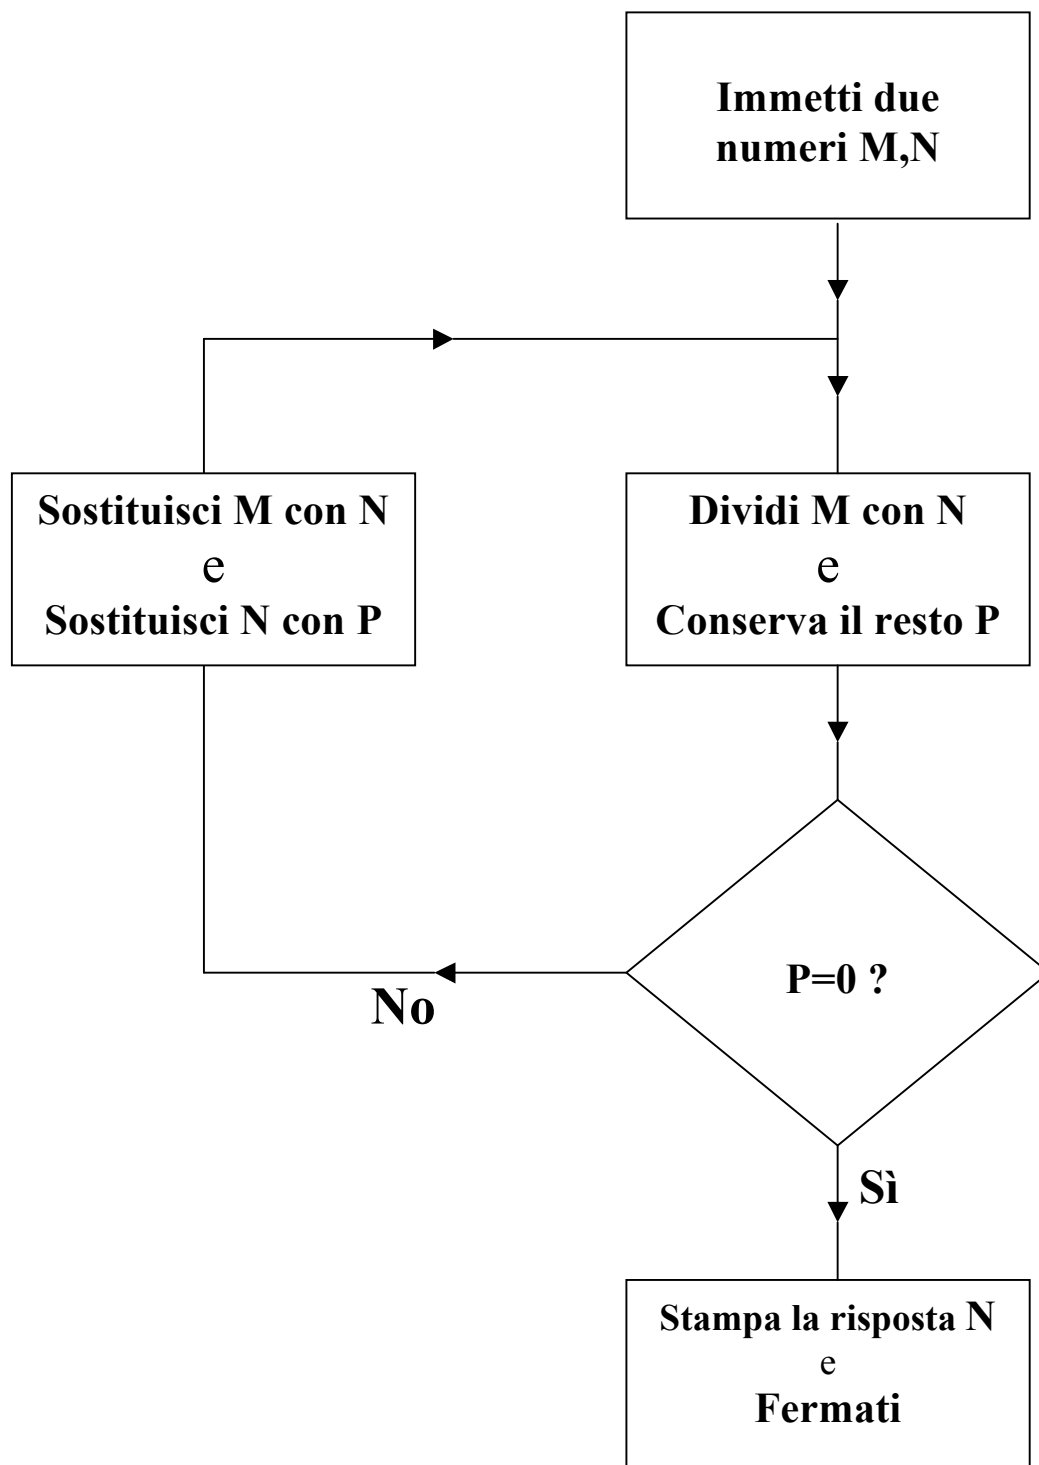 Immetti due
numeri M,N
Sostituisci M con N
e
Sostituisci N con P
Dividi M con N
e
Conserva il resto P
P=0 ?
No
Sì
Stampa la risposta N
e
Fermati